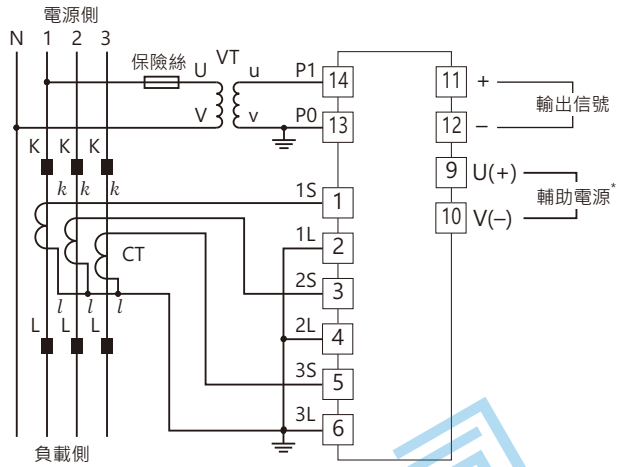 電源側
N 1 2 3
保險絲 U VT u P1 14 11 +
輸出信號
V v P0 13 12 –
K K K
k k k
9 U(+)
輔助電源*
10 V(–)
1S 1
1L 2
CT
2S 3
l l l
L L L
2L 4
3S 5
3L 6
負載側